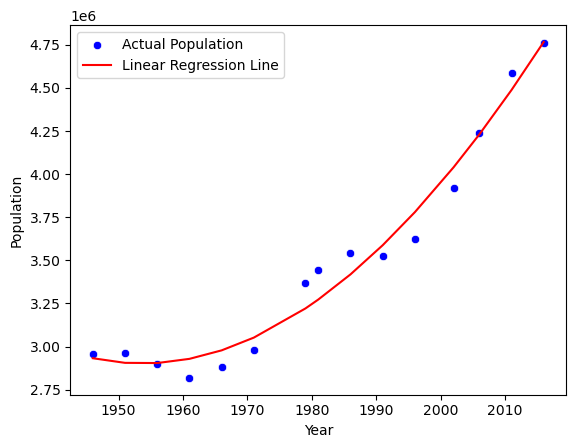 1e6
Actual Population
Linear Regression Line
4.75
4.50
4.25
4.00
3.75
3.50
3.25
3.00
2.75
Population
1950 1960 1970 1980 1990 2000 2010
Year